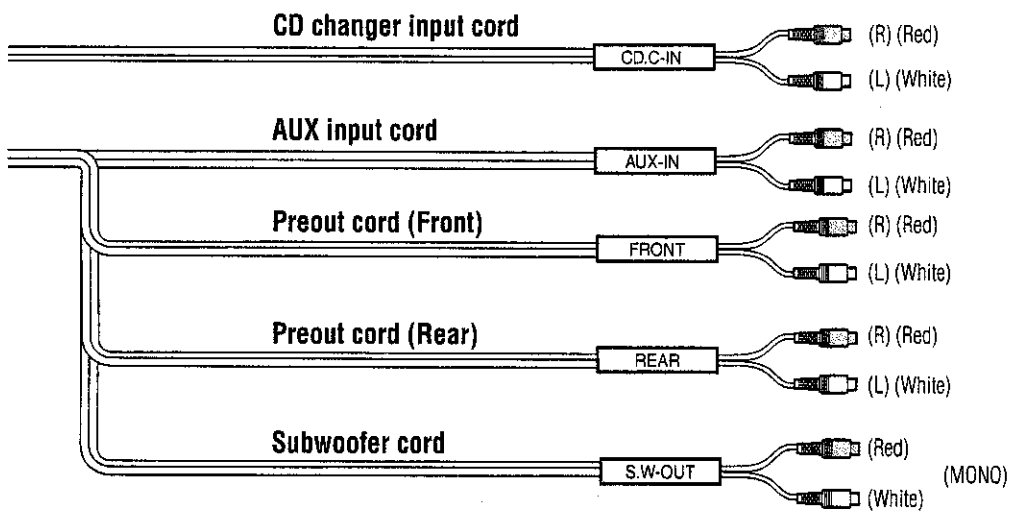 CD changer input cord
CD.C-IN
(R) (Red)
(L) (White)
AUX input cord
AUX-IN
(R) (Red)
(L) (White)
Preout cord (Front)
FRONT
(R) (Red)
(L) (White)
Preout cord (Rear)
REAR
(R) (Red)
(L) (White)
Subwoofer cord
S.W-OUT
(Red)
(MONO)
(White)